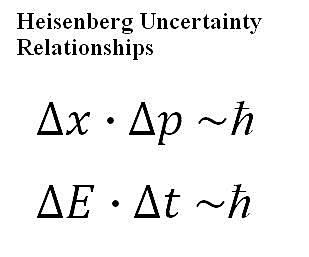 Heisenberg Uncertainty
Relationships
Δx · Δp ~ħ
ΔE · Δt ~ħ